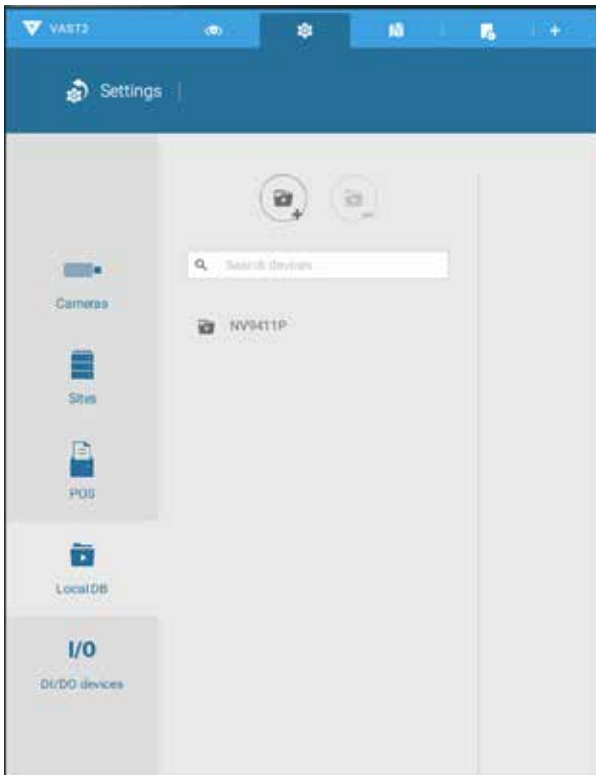 VAST2
Settings
Search devices...
Cameras
NV9411P
Sites
POS
LocalDB
I/O
DI/DO devices